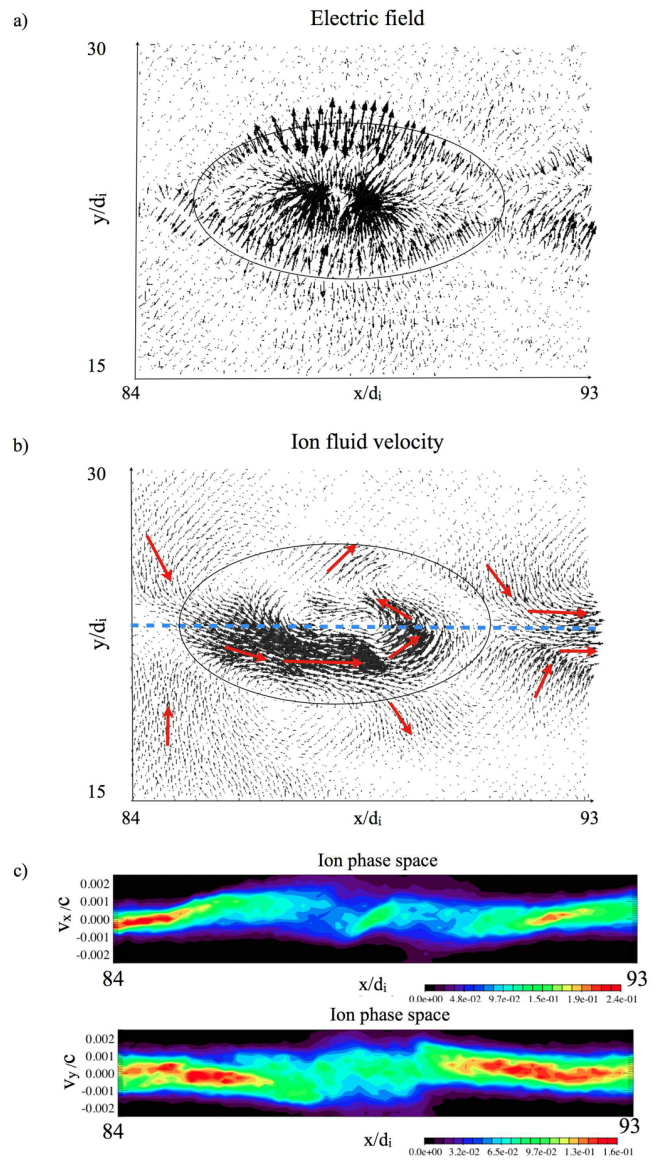 a)
Electric field
30
y/dᵢ
15
84
x/dᵢ
93
b)
Ion fluid velocity
30
y/dᵢ
15
84
x/dᵢ
93
c)
Ion phase space
vₓ/c
0.002
0.001
0.000
-0.001
-0.002
84
x/dᵢ
93
0.0e+00 4.8e-02 9.7e-02 1.5e-01 1.9e-01 2.4e-01
Ion phase space
vᵧ/c
0.002
0.001
0.000
-0.001
-0.002
84
x/dᵢ
93
0.0e+00 3.2e-02 6.5e-02 9.7e-02 1.3e-01 1.6e-01